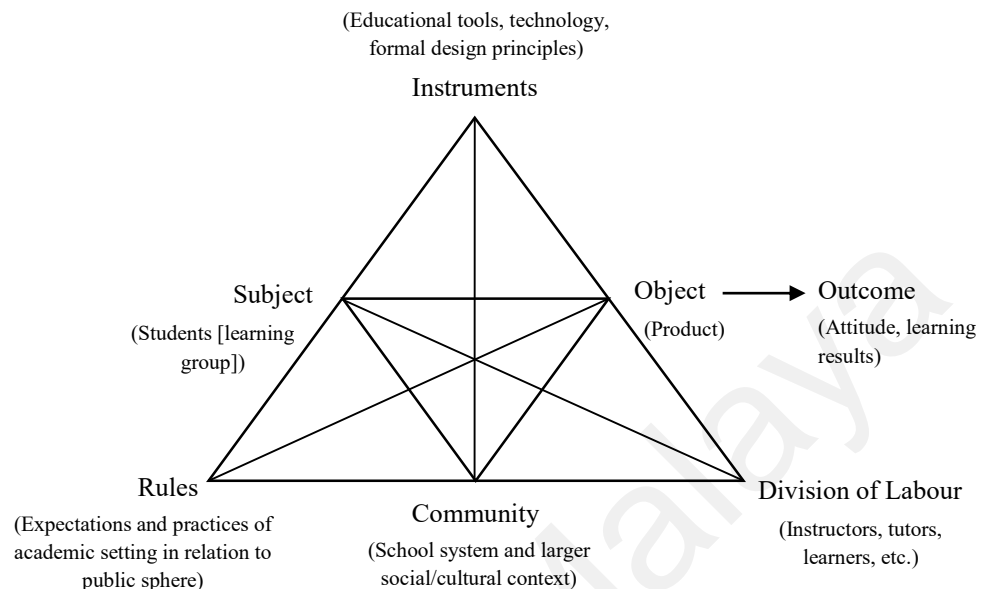 (Educational tools, technology,
formal design principles)
Instruments
Subject
(Students [learning
group])
Object
(Product)
Outcome
(Attitude, learning
results)
Rules
(Expectations and practices of
academic setting in relation to
public sphere)
Community
(School system and larger
social/cultural context)
Division of Labour
(Instructors, tutors,
learners, etc.)
Malaya